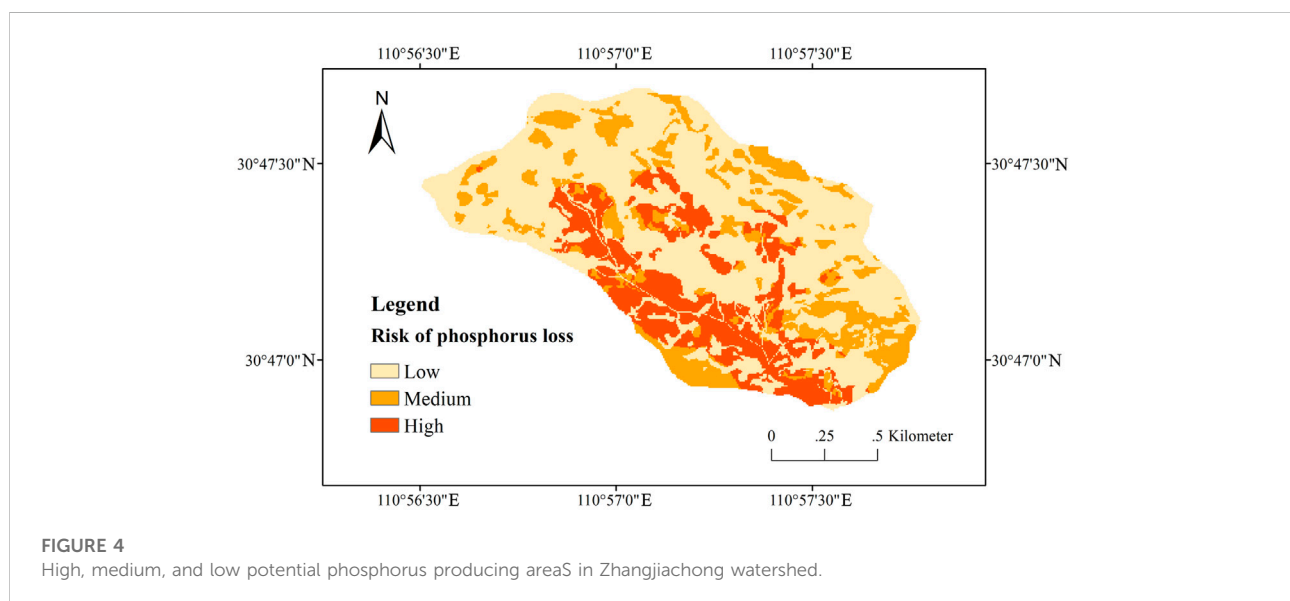 110°56'30"E 110°57'0"E 110°57'30"E
N
30°47'30"N 30°47'30"N
Legend
Risk of phosphorus loss
Low
Medium
High
30°47'0"N 30°47'0"N
0 .25 .5 Kilometer
110°56'30"E 110°57'0"E 110°57'30"E
FIGURE 4
High, medium, and low potential phosphorus producing areaS in Zhangjiachong watershed.